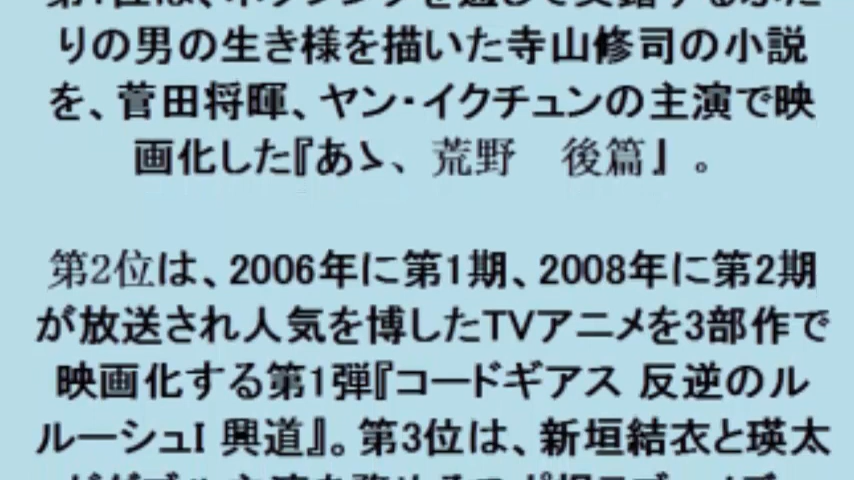 りの男の生き様を描いた寺山修司の小説
を、菅田将暉、ヤン・イクチュンの主演で映
画化した『あゝ、荒野　後篇』。
第2位は、2006年に第1期、2008年に第2期
が放送され人気を博したTVアニメを3部作で
映画化する第1弾『コードギアス 反逆のル
ルーシュI 興道』。第3位は、新垣結衣と瑛太